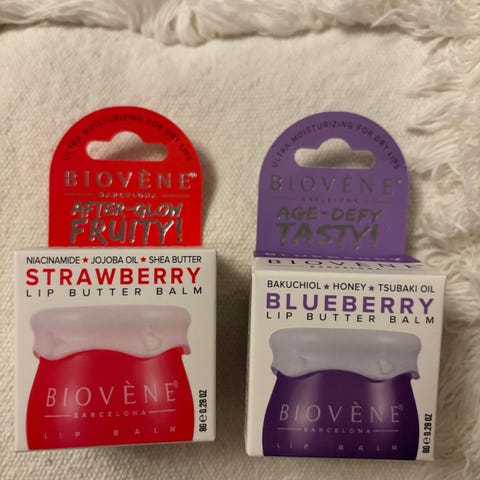 ULTRA MOISTURIZING FOR DRY LIPS
BIOVÈNE®
BARCELONA
AFTER-GLOW
FRUITY!
NIACINAMIDE ★ JOJOBA OIL ★ SHEA BUTTER
STRAWBERRY
LIP BUTTER BALM
BIOVÈNE®
BARCELONA
LIP BALM
8G ℮ 0.28 OZ
ULTRA MOISTURIZING FOR DRY LIPS
BIOVÈNE®
BARCELONA
AGE-DEFY
TASTY!
BIOVÈNE
BARCELONA
BAKUCHIOL ★ HONEY ★ TSUBAKI OIL
BLUEBERRY
LIP BUTTER BALM
BIOVÈNE®
BARCELONA
LIP BALM
8G ℮ 0.28 OZ